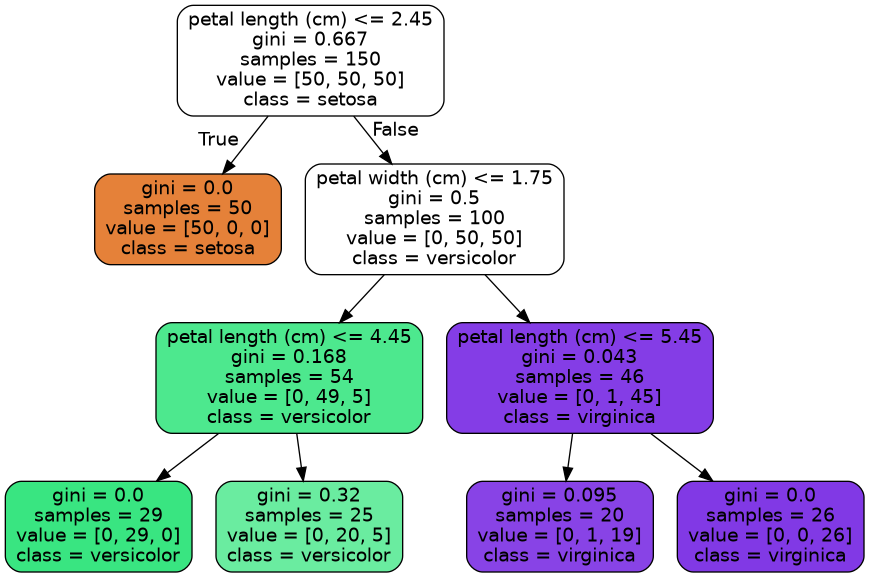 petal length (cm) <= 2.45
gini = 0.667
samples = 150
value = [50, 50, 50]
class = setosa
True
False
gini = 0.0
samples = 50
value = [50, 0, 0]
class = setosa
petal width (cm) <= 1.75
gini = 0.5
samples = 100
value = [0, 50, 50]
class = versicolor
petal length (cm) <= 4.45
gini = 0.168
samples = 54
value = [0, 49, 5]
class = versicolor
petal length (cm) <= 5.45
gini = 0.043
samples = 46
value = [0, 1, 45]
class = virginica
gini = 0.0
samples = 29
value = [0, 29, 0]
class = versicolor
gini = 0.32
samples = 25
value = [0, 20, 5]
class = versicolor
gini = 0.095
samples = 20
value = [0, 1, 19]
class = virginica
gini = 0.0
samples = 26
value = [0, 0, 26]
class = virginica